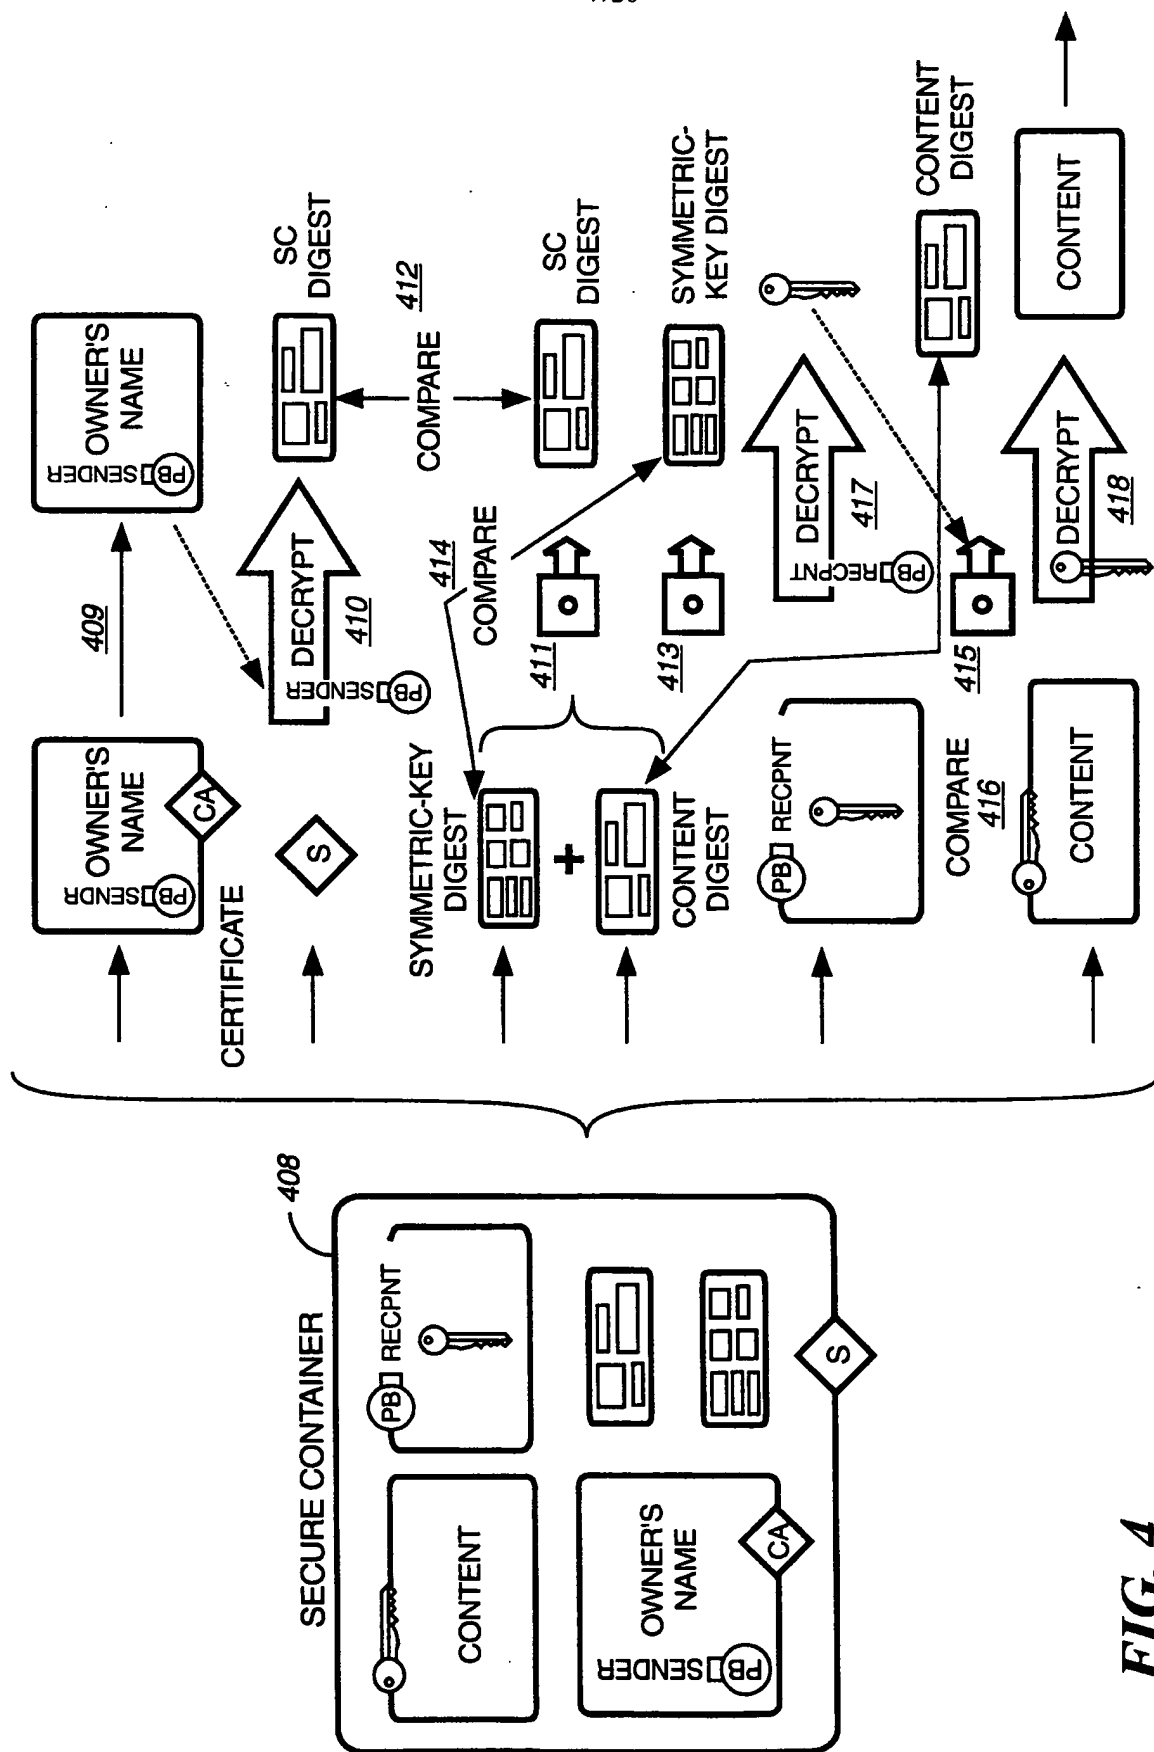 SECURE CONTAINER
408
CONTENT
PB RECPNT
PB SENDER
OWNER'S
NAME
CA
S
PB SENDR
OWNER'S
NAME
CA
CERTIFICATE
409
PB SENDER
OWNER'S
NAME
S
DECRYPT
410
PB SENDER
SC
DIGEST
COMPARE
412
SYMMETRIC-KEY
DIGEST
+
CONTENT
DIGEST
414
COMPARE
411
413
SC
DIGEST
SYMMETRIC-
KEY DIGEST
PB RECPNT
DECRYPT
417
PB RECPNT
COMPARE
416
415
CONTENT
DIGEST
CONTENT
DECRYPT
418
CONTENT
FIG. 4